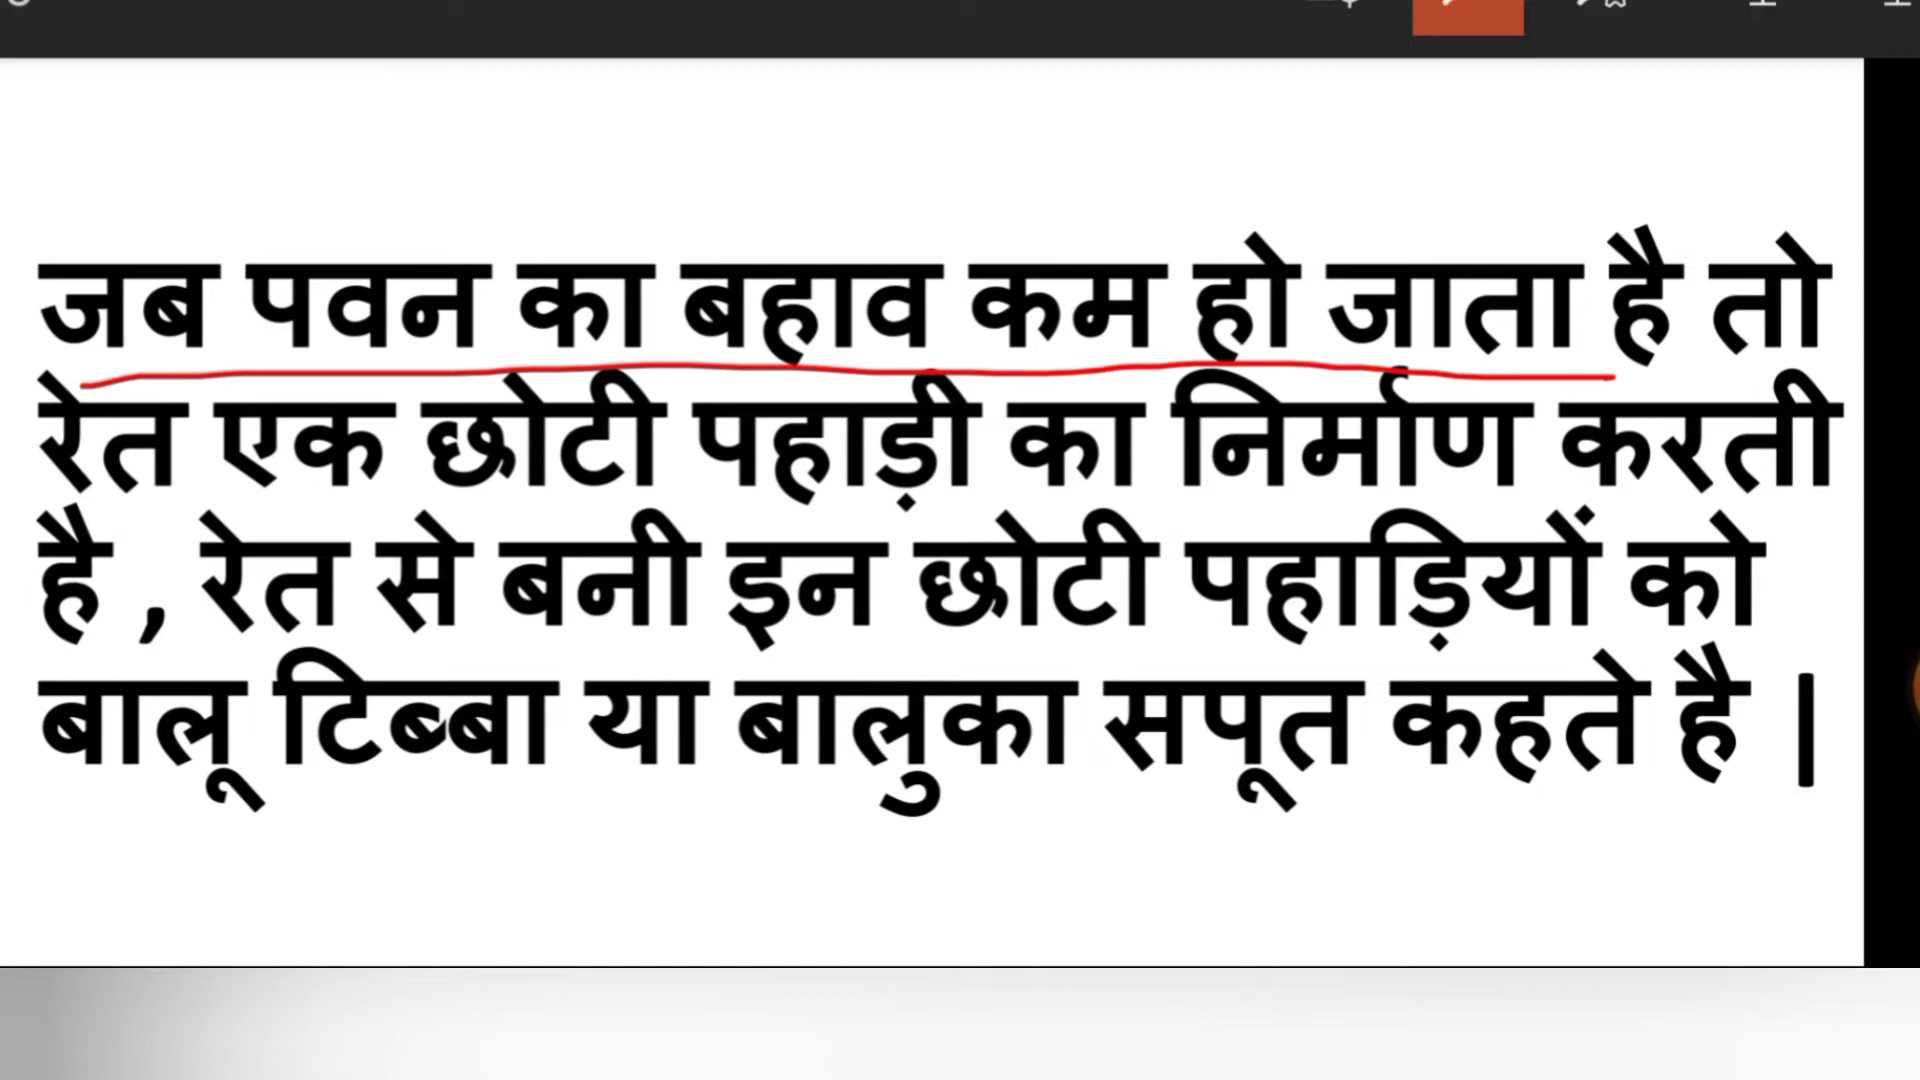 जब पवन का बहाव कम हो जाता है तो
रेत एक छोटी पहाड़ी का निर्माण करती
है , रेत से बनी इन छोटी पहाड़ियों को
बालू टिब्बा या बालुका सपूत कहते है |